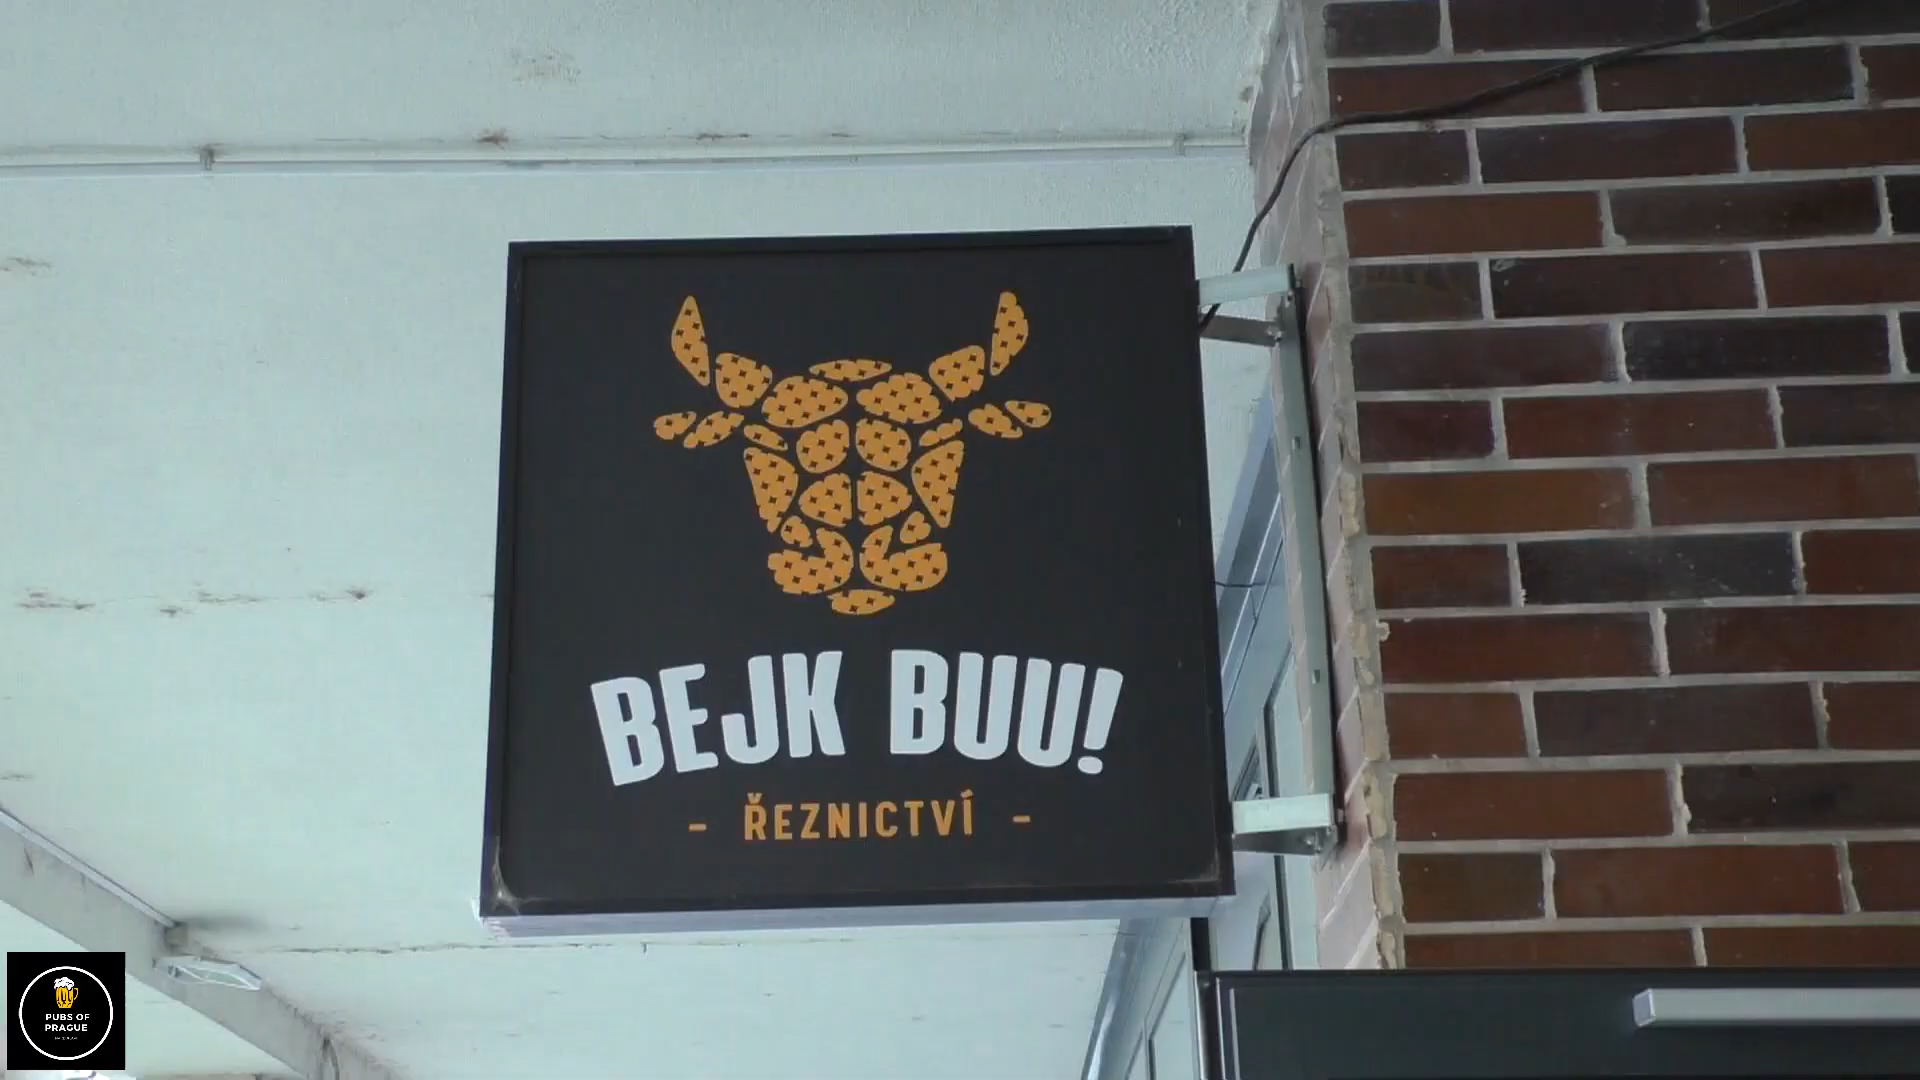 BEJK BUU!
- ŘEZNICTVÍ -
PUBS OF
PRAGUE